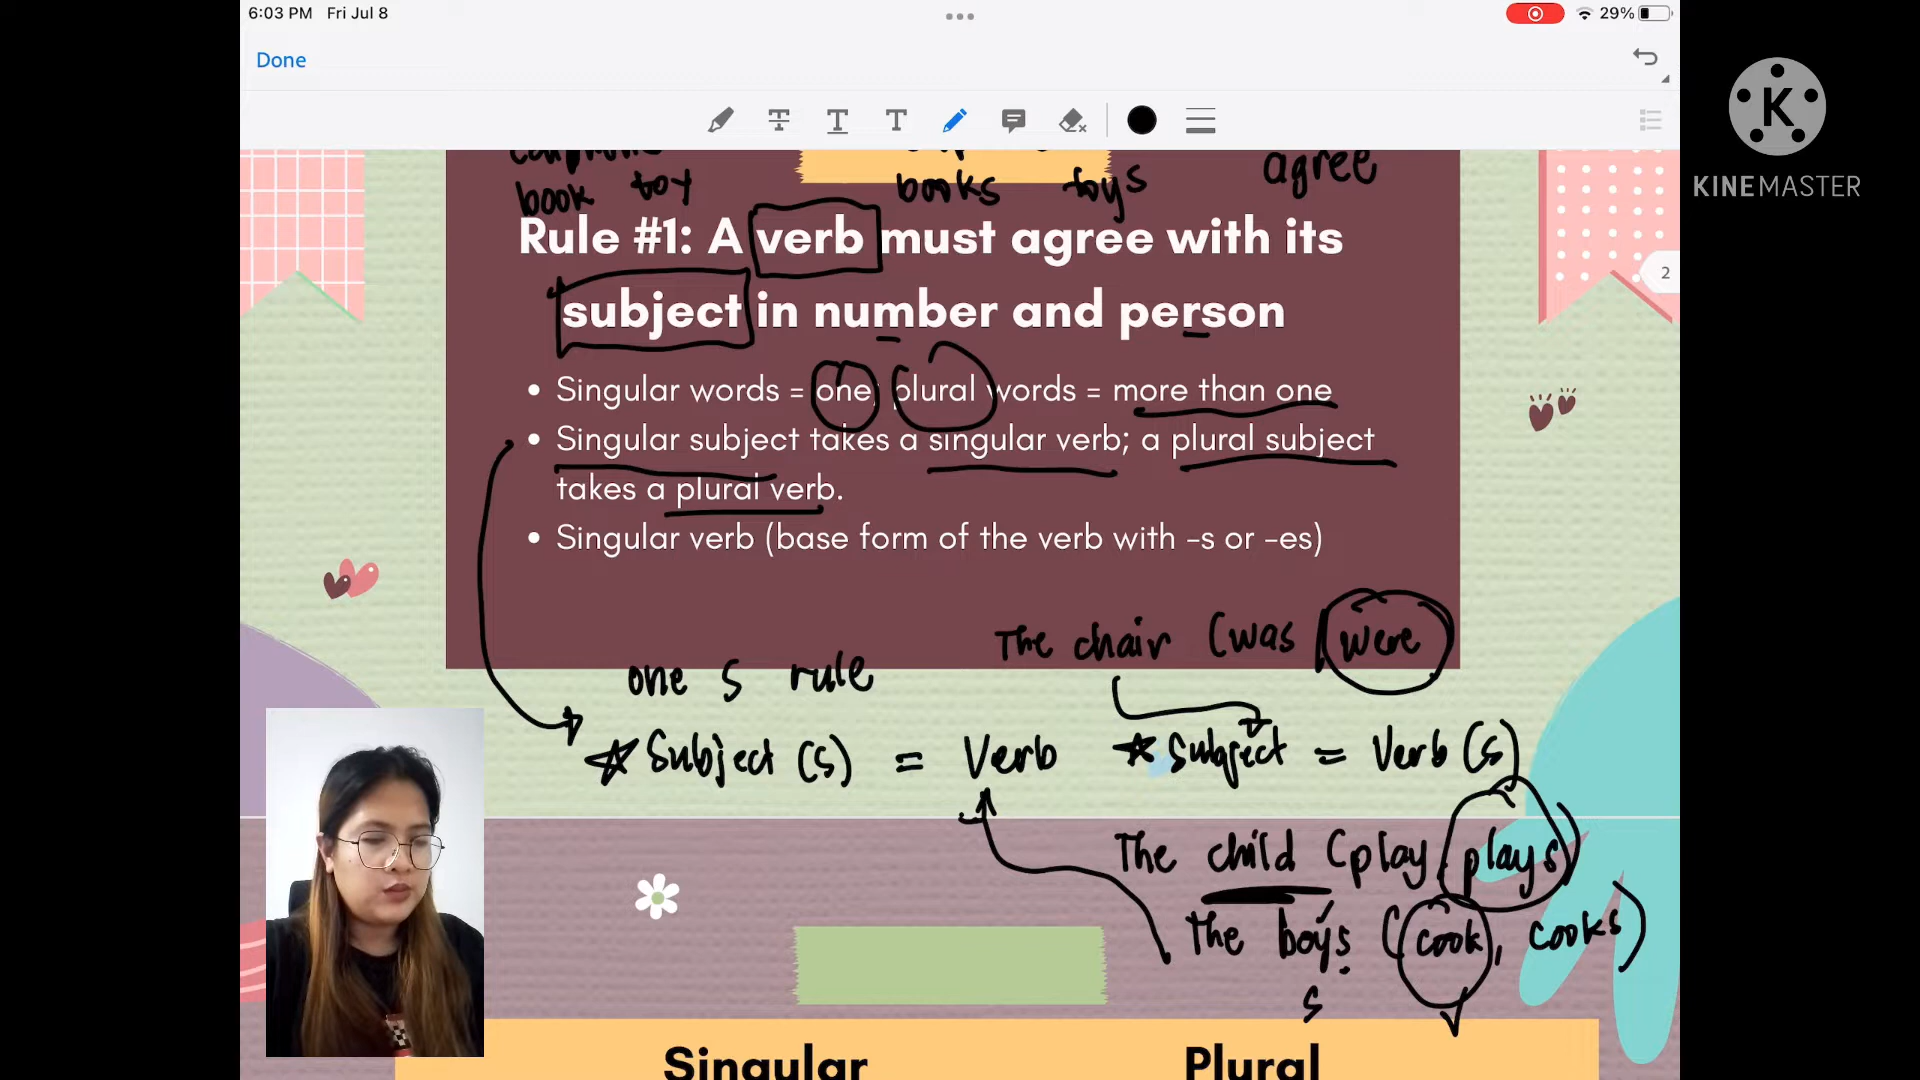 6:03 PM Fri Jul 8
29%
Done
T T T
K
KINEMASTER
book toy books toys agree
Rule #1: A verb must agree with its
subject in number and person
2
• Singular words = one; plural words = more than one
• Singular subject takes a singular verb; a plural subject
takes a plural verb.
• Singular verb (base form of the verb with -s or -es)
The chair (was were
one s rule
Subject (s) = Verb
Subject = Verb (s)
The child (play, plays)
The boys (cook, cooks)
s
Singular Plural